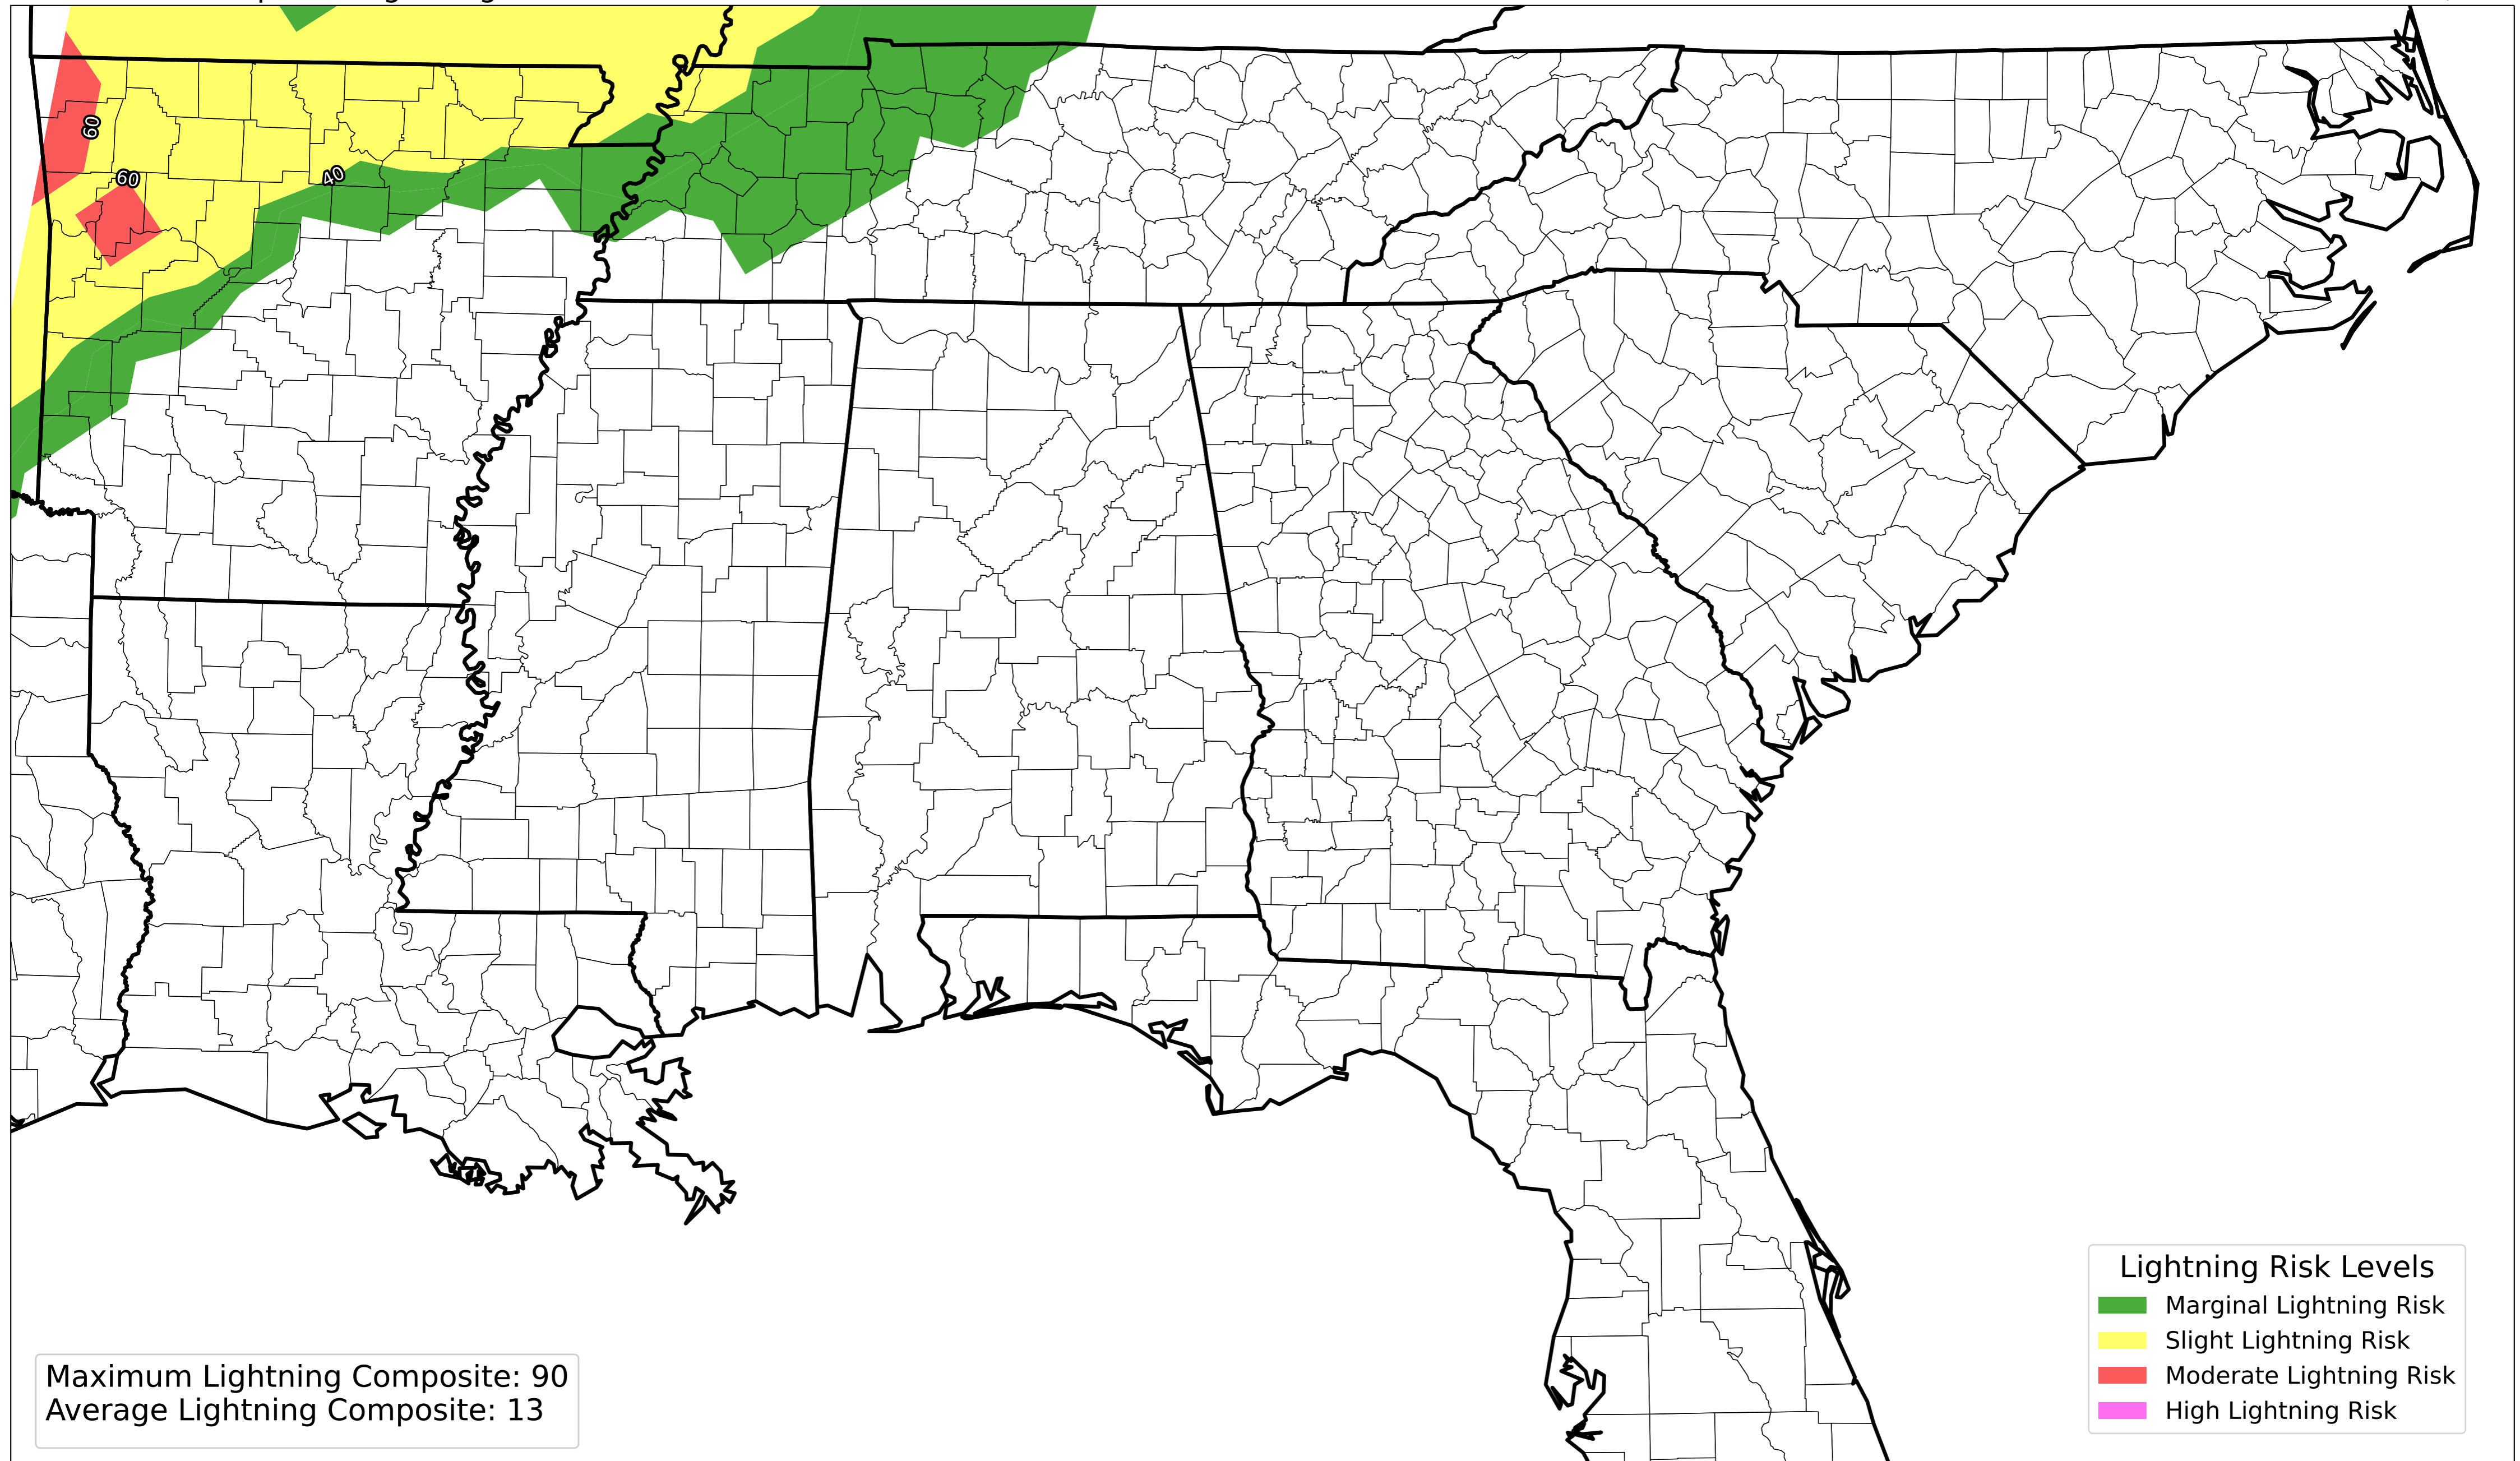 60
60
40
Lightning Risk Levels
Marginal Lightning Risk
Slight Lightning Risk
Moderate Lightning Risk
High Lightning Risk
Maximum Lightning Composite: 90
Average Lightning Composite: 13